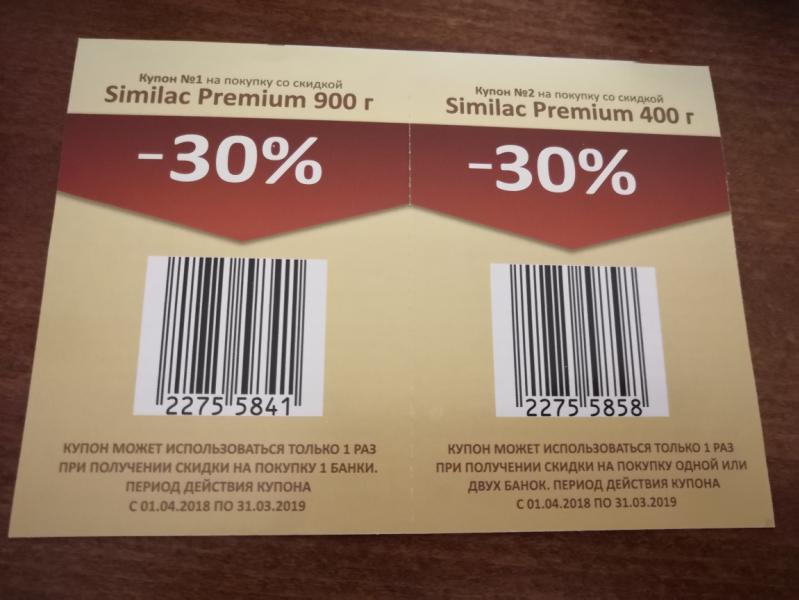 Купон №1 на покупку со скидкой
Similac Premium 900 г
-30%
2275 5841
КУПОН МОЖЕТ ИСПОЛЬЗОВАТЬСЯ ТОЛЬКО 1 РАЗ
ПРИ ПОЛУЧЕНИИ СКИДКИ НА ПОКУПКУ 1 БАНКИ.
ПЕРИОД ДЕЙСТВИЯ КУПОНА
С 01.04.2018 ПО 31.03.2019
Купон №2 на покупку со скидкой
Similac Premium 400 г
-30%
2275 5858
КУПОН МОЖЕТ ИСПОЛЬЗОВАТЬСЯ ТОЛЬКО 1 РАЗ
ПРИ ПОЛУЧЕНИИ СКИДКИ НА ПОКУПКУ ОДНОЙ ИЛИ
ДВУХ БАНОК. ПЕРИОД ДЕЙСТВИЯ КУПОНА
С 01.04.2018 ПО 31.03.2019